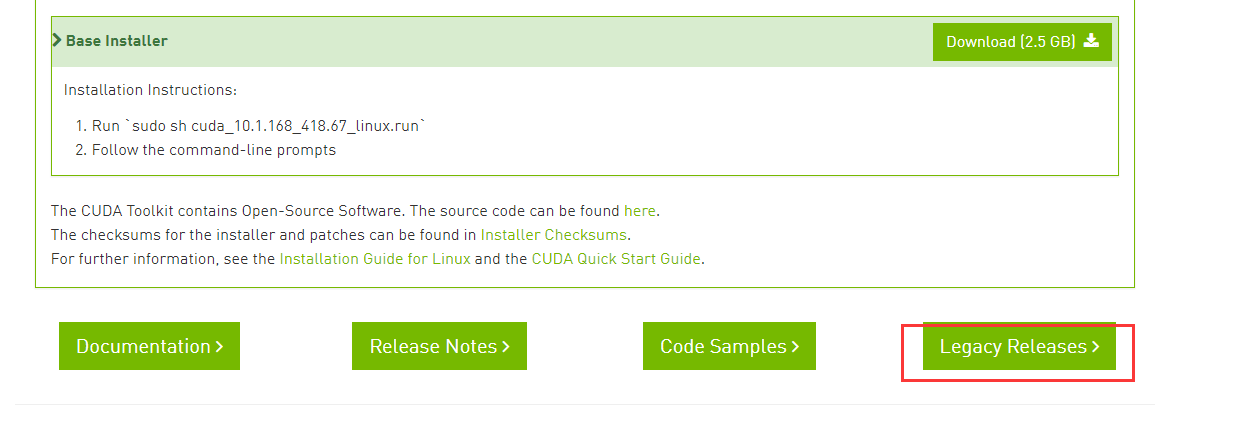 Base Installer
Download (2.5 GB)
Installation Instructions:
1. Run `sudo sh cuda_10.1.168_418.67_linux.run`
2. Follow the command-line prompts
The CUDA Toolkit contains Open-Source Software. The source code can be found here.
The checksums for the installer and patches can be found in Installer Checksums.
For further information, see the Installation Guide for Linux and the CUDA Quick Start Guide.
Documentation
Release Notes
Code Samples
Legacy Releases